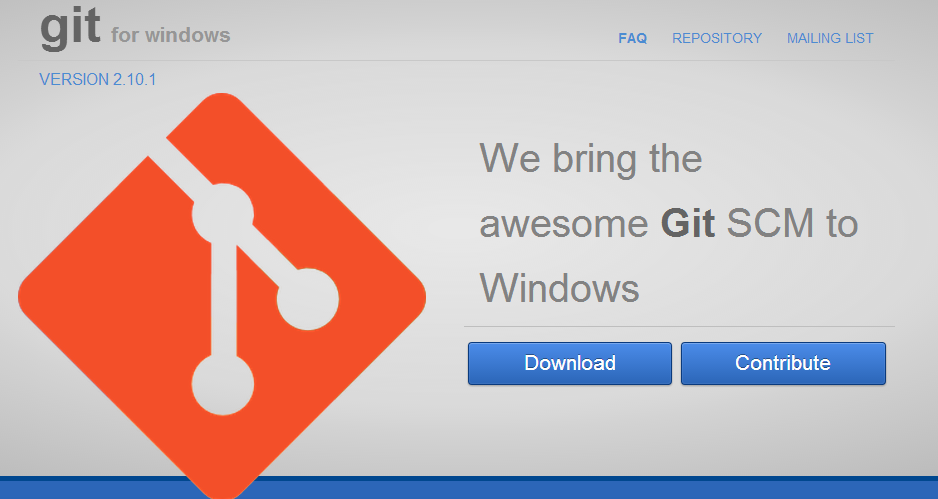 git for windows
FAQ REPOSITORY MAILING LIST
VERSION 2.10.1
We bring the
awesome Git SCM to
Windows
Download Contribute